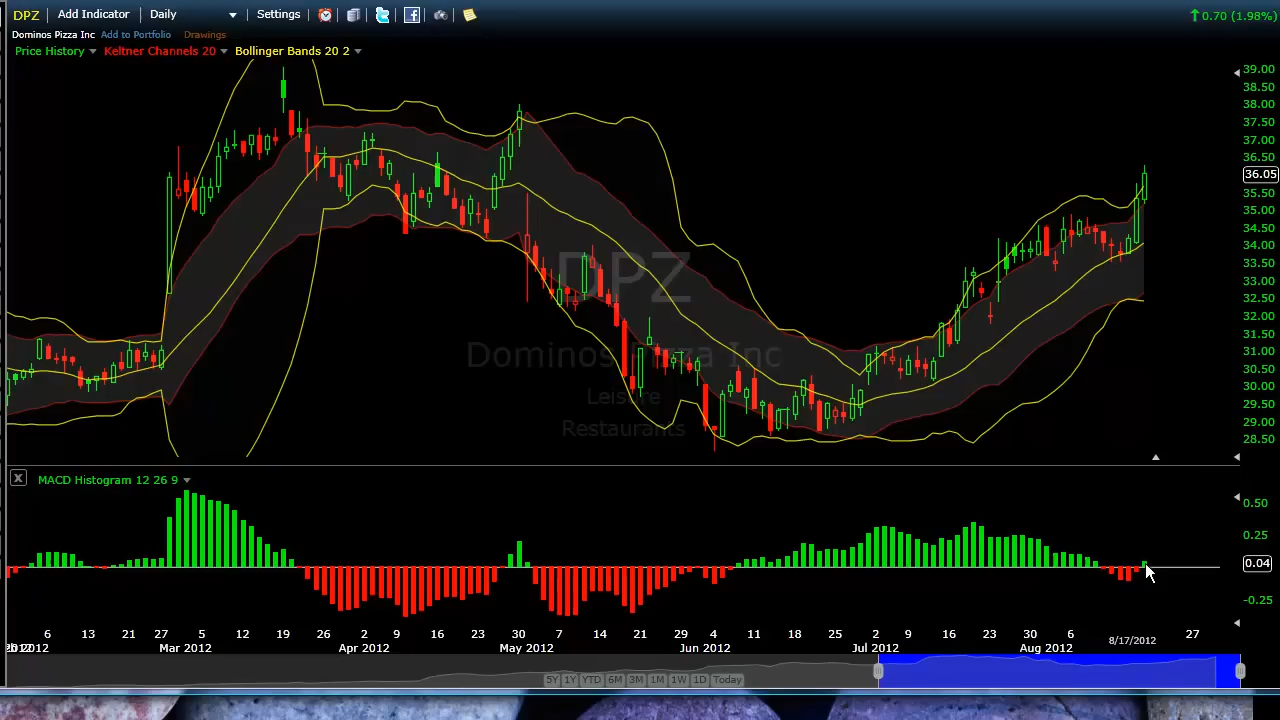 DPZ Add Indicator Daily Settings 0.70 (1.98%)
Dominos Pizza Inc Add to Portfolio Drawings
Price History Keltner Channels 20 Bollinger Bands 20 2
39.00
38.50
38.00
37.50
37.00
36.50
36.05
35.50
35.00
34.50
34.00
33.50
33.00
32.50
32.00
31.50
31.00
30.50
30.00
29.50
29.00
28.50
DPZ
Dominos Pizza Inc
Leisure
Restaurants
X MACD Histogram 12 26 9
0.50
0.25
0.04
-0.25
6 13 21 27 5 12 19 26 2 9 16 23 30 7 14 21 29 4 11 18 25 2 9 16 23 30 6 8/17/2012 27
2012 Mar 2012 Apr 2012 May 2012 Jun 2012 Jul 2012 Aug 2012
5Y 1Y YTD 6M 3M 1M 1W 1D Today